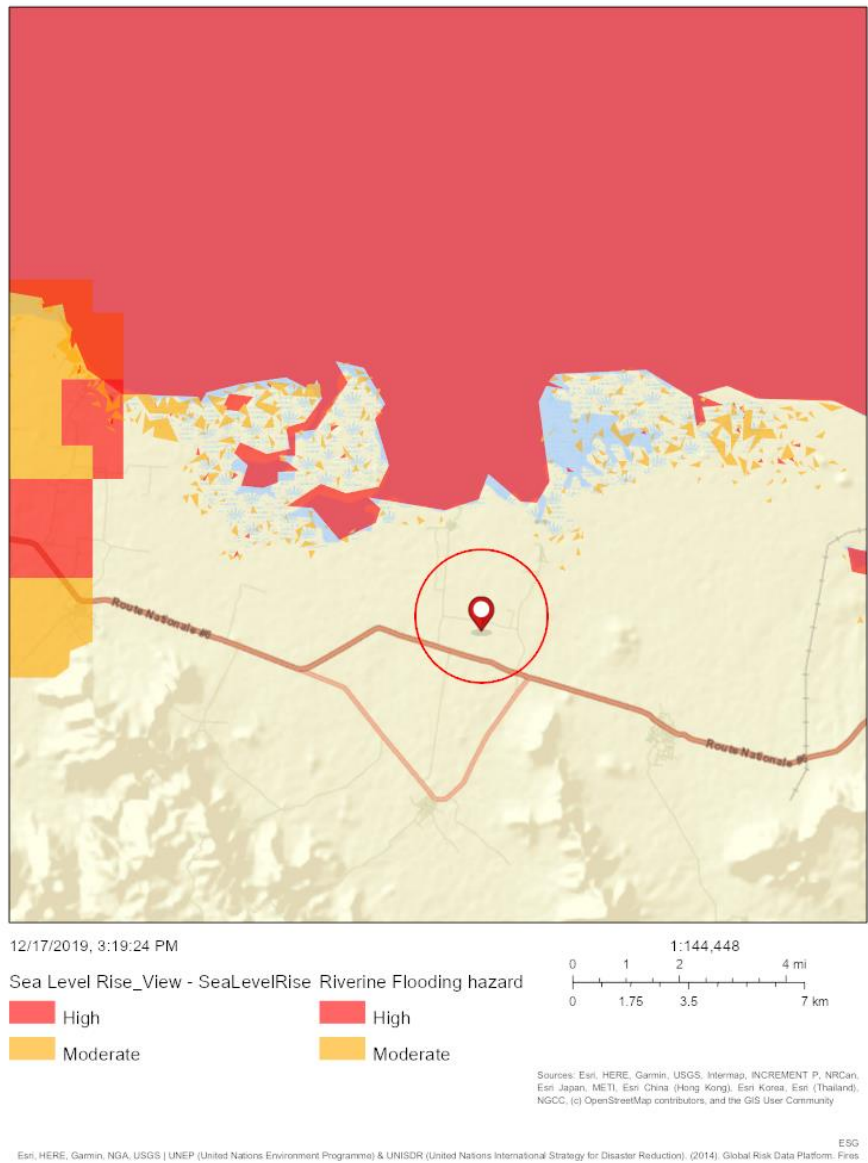 Route Nationale #6
Route Nationale #6
12/17/2019, 3:19:24 PM
1:144,448
0 1 2 4 mi
0 1.75 3.5 7 km
Sea Level Rise_View - SeaLevelRise
High
Moderate
Riverine Flooding hazard
High
Moderate
Sources: Esri, HERE, Garmin, USGS, Intermap, INCREMENT P, NRCan,
Esri Japan, METI, Esri China (Hong Kong), Esri Korea, Esri (Thailand),
NGCC, (c) OpenStreetMap contributors, and the GIS User Community
ESG
Esri, HERE, Garmin, NGA, USGS | UNEP (United Nations Environment Programme) & UNISDR (United Nations International Strategy for Disaster Reduction). (2014). Global Risk Data Platform. Fires